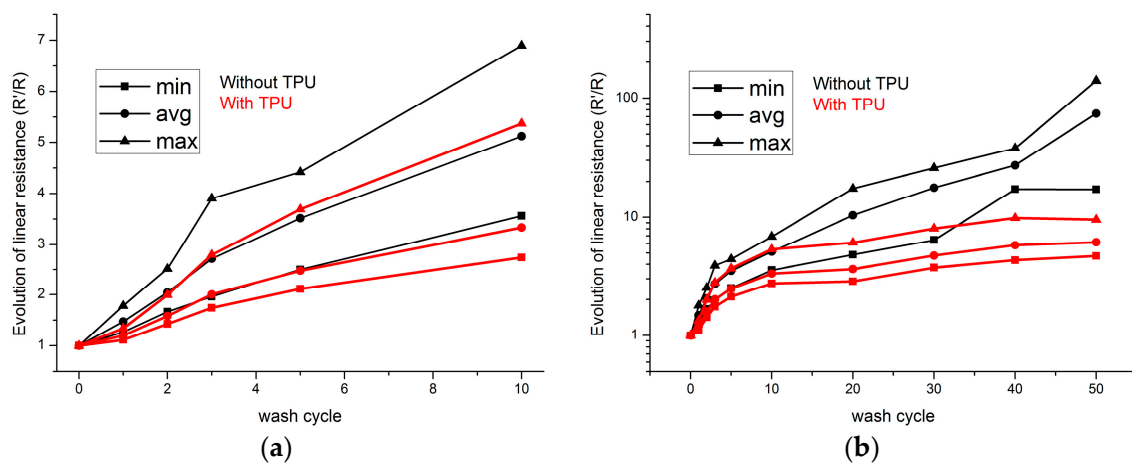 7
6
5
4
3
2
1
0
2
4
6
8
10
Evolution of linear resistance (R'/R)
wash cycle
min
avg
max
Without TPU
With TPU
(a)
100
10
1
0
10
20
30
40
50
Evolution of linear resistance (R'/R)
wash cycle
min
avg
max
Without TPU
With TPU
(b)